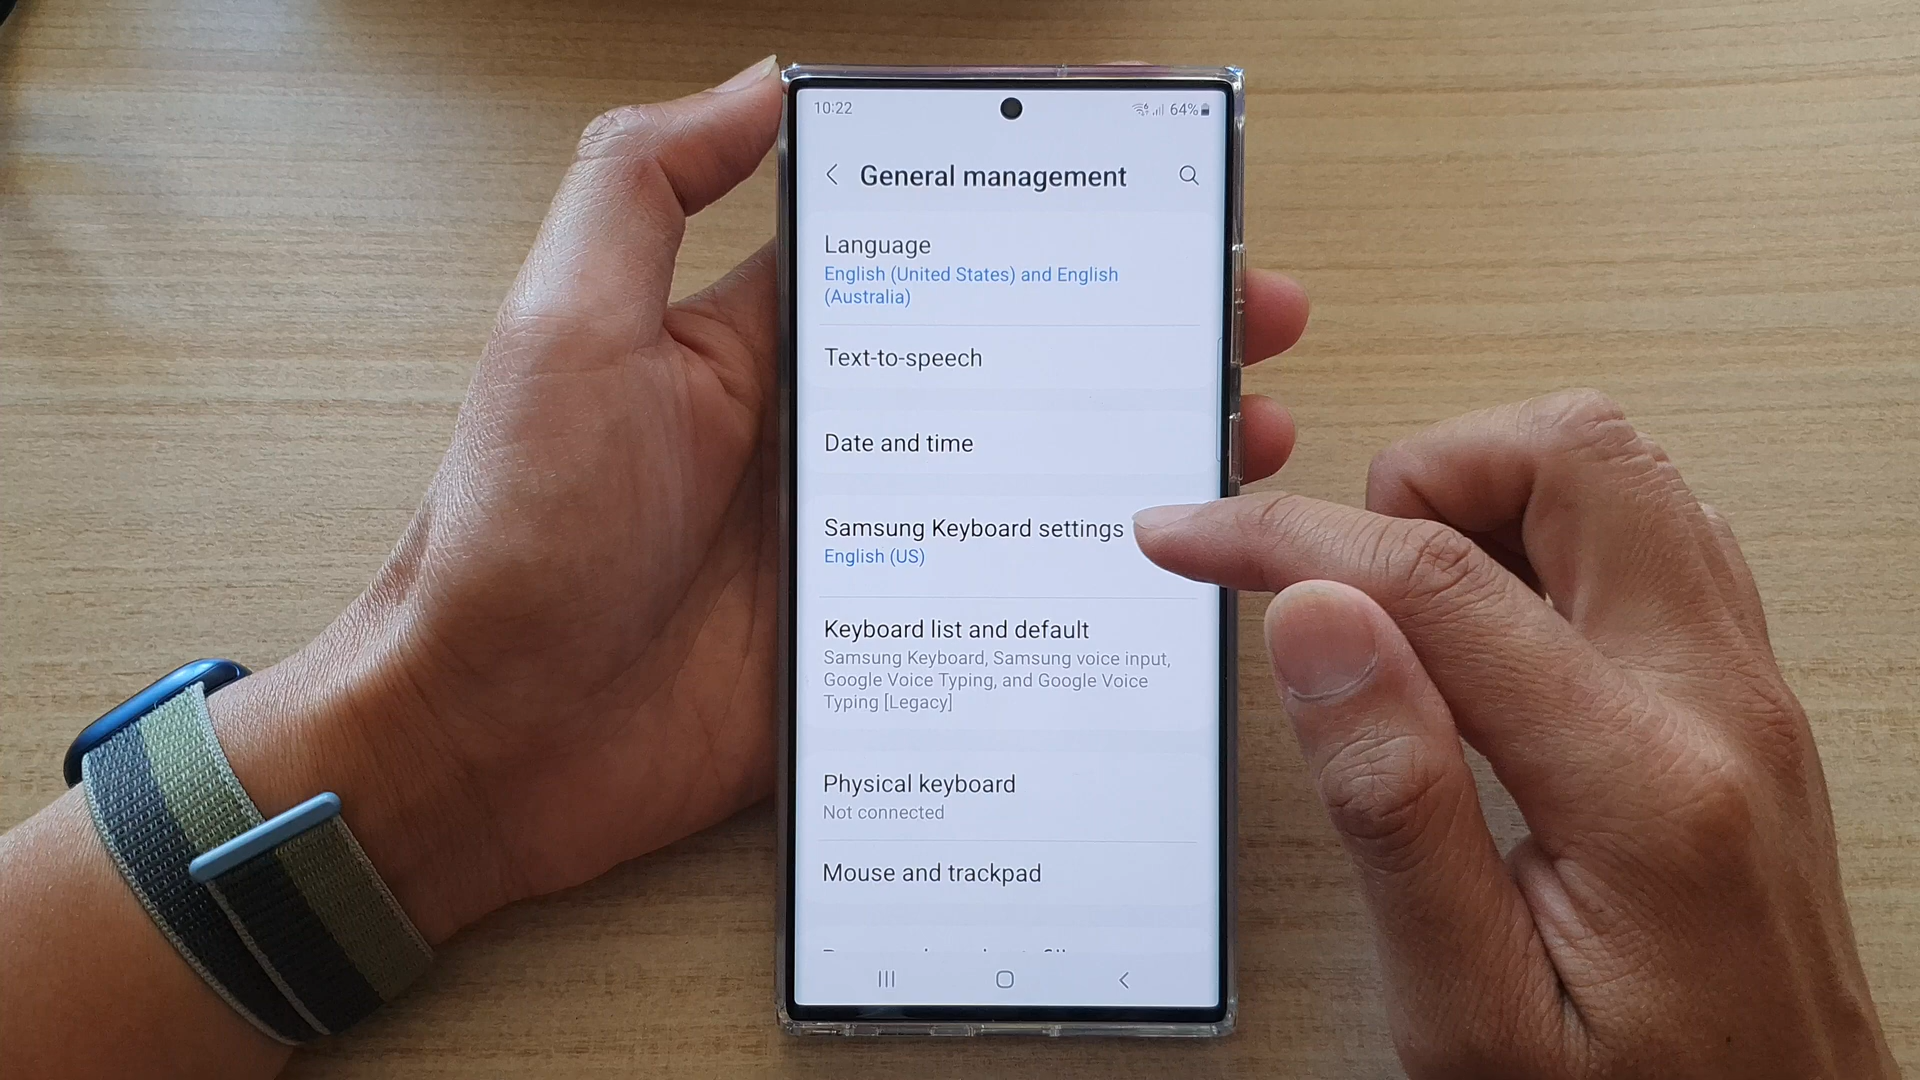 10:22
64%
General management
Language
English (United States) and English
(Australia)
Text-to-speech
Date and time
Samsung Keyboard settings
English (US)
Keyboard list and default
Samsung Keyboard, Samsung voice input,
Google Voice Typing, and Google Voice
Typing [Legacy]
Physical keyboard
Not connected
Mouse and trackpad